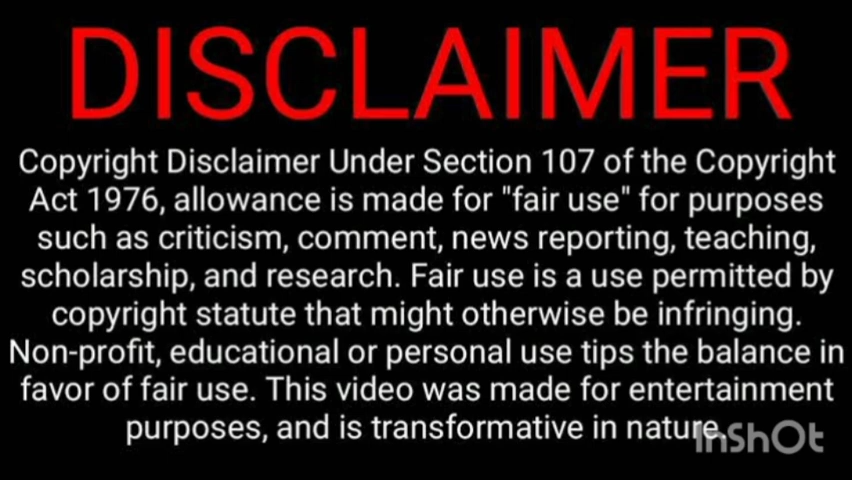 DISCLAIMER
Copyright Disclaimer Under Section 107 of the Copyright
Act 1976, allowance is made for "fair use" for purposes
such as criticism, comment, news reporting, teaching,
scholarship, and research. Fair use is a use permitted by
copyright statute that might otherwise be infringing.
Non-profit, educational or personal use tips the balance in
favor of fair use. This video was made for entertainment
purposes, and is transformative in nature.
InShOt